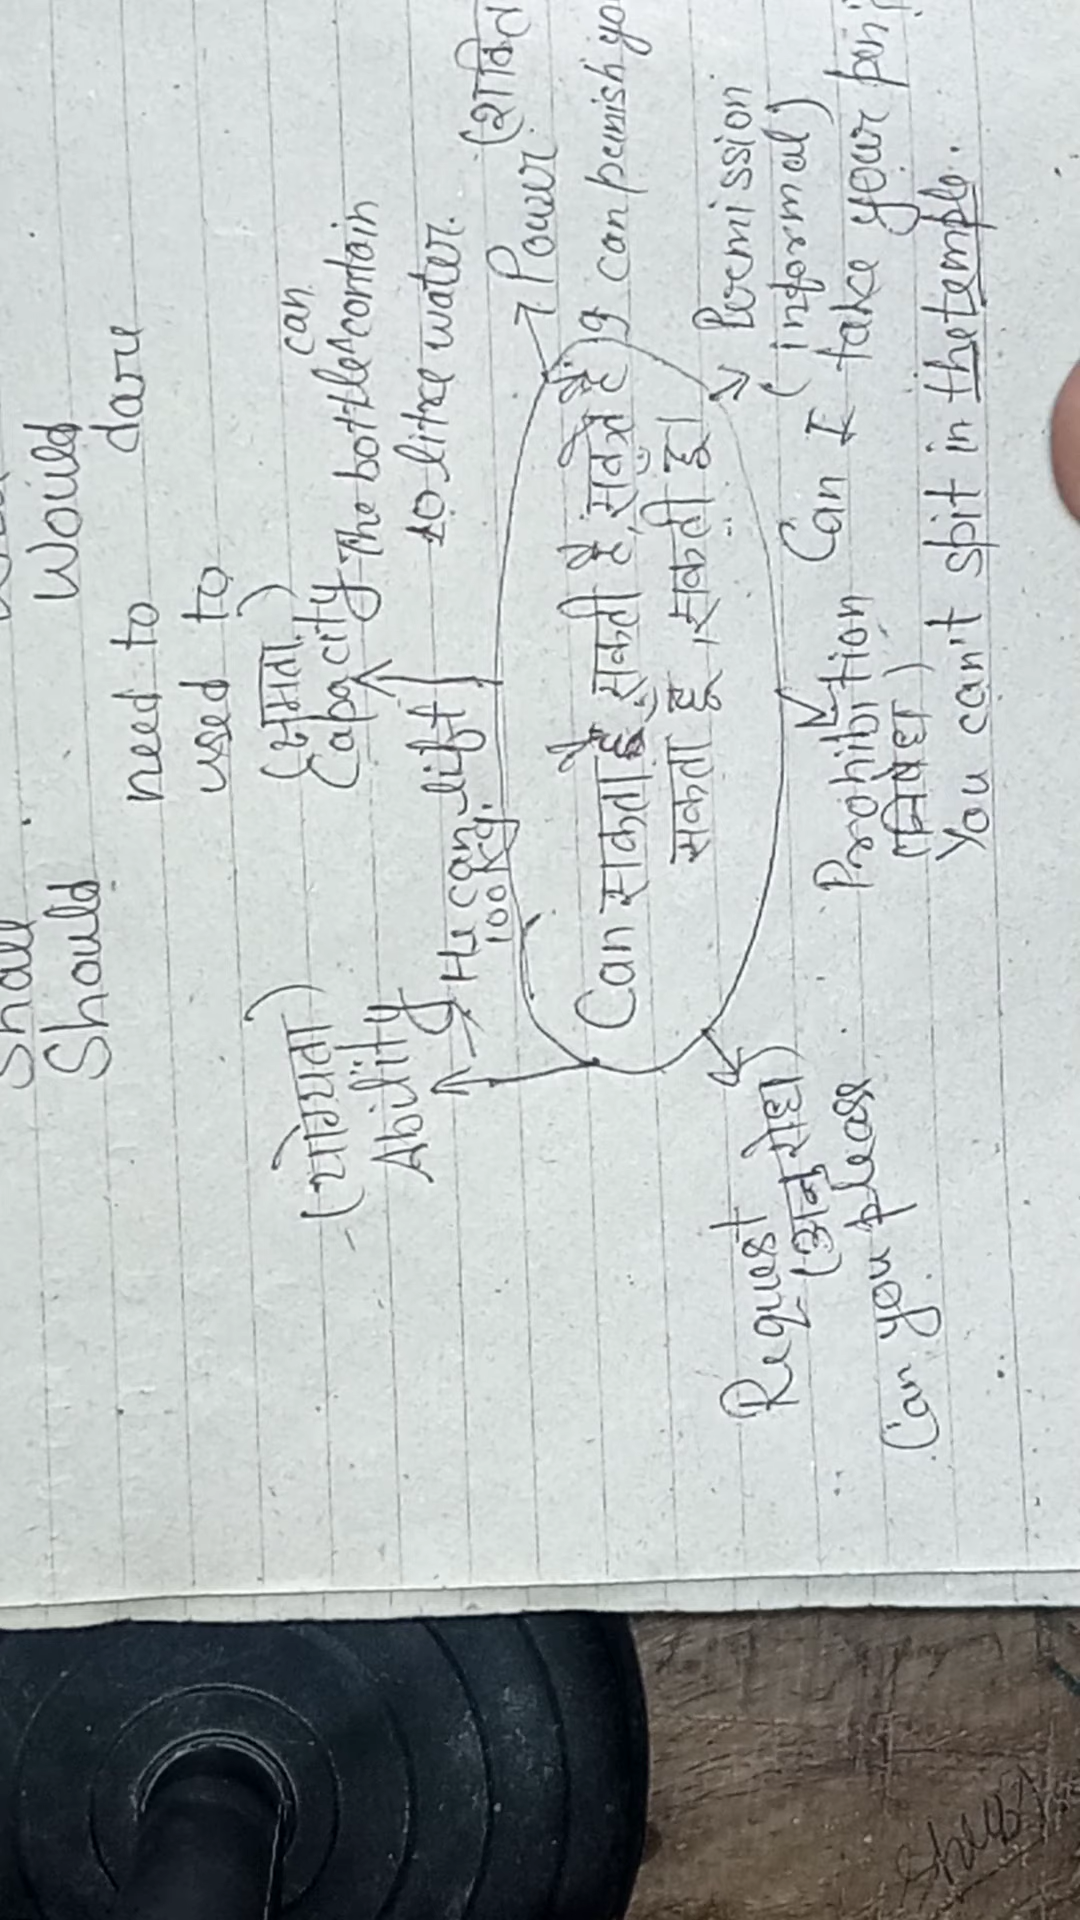 Shall
Should
Would
need to
dare
used to
(योग्यता)
Ability
He can lift
100 kg.
(क्षमता)
Capacity
can
The bottle^contain
10 litre water.
Power (शक्ति
I can punish you
Can सकता है, सकती है, सकते हैं
सकता हूँ, सकती हूँ।
Permission
(informal)
Can I take your pen
Prohibition
(निषेध)
You can't spit in the temple.
Request
(अनुरोध)
Can you please